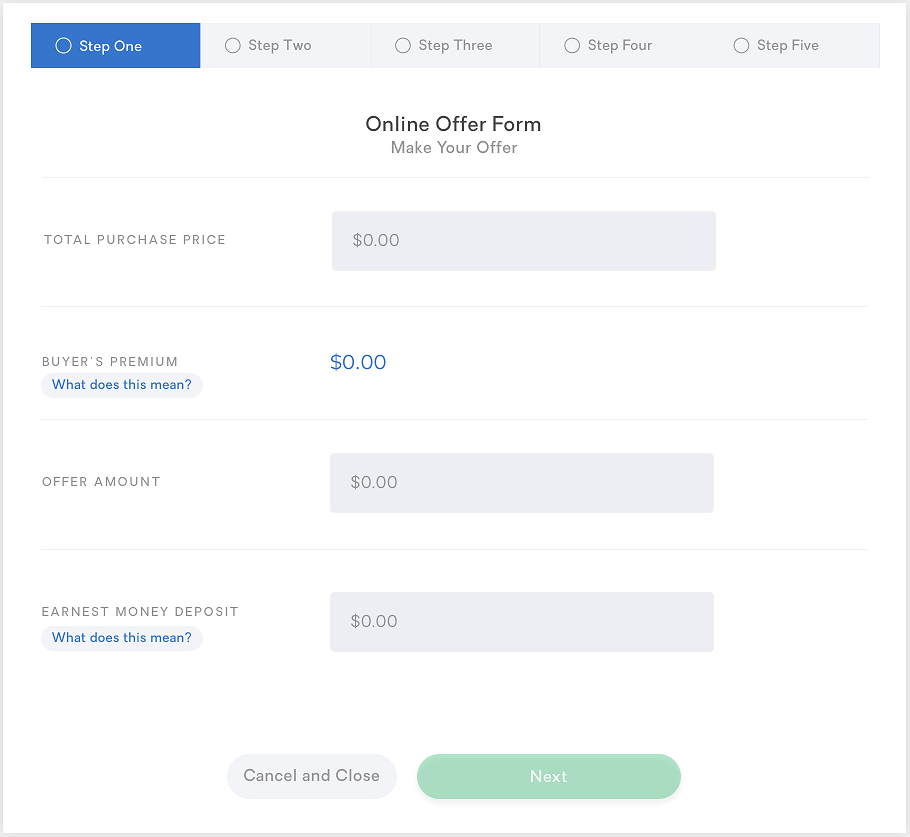 Step One
Step Two
Step Three
Step Four
Step Five
Online Offer Form
Make Your Offer
TOTAL PURCHASE PRICE
$0.00
BUYER'S PREMIUM
$0.00
What does this mean?
OFFER AMOUNT
$0.00
EARNEST MONEY DEPOSIT
$0.00
What does this mean?
Cancel and Close
Next